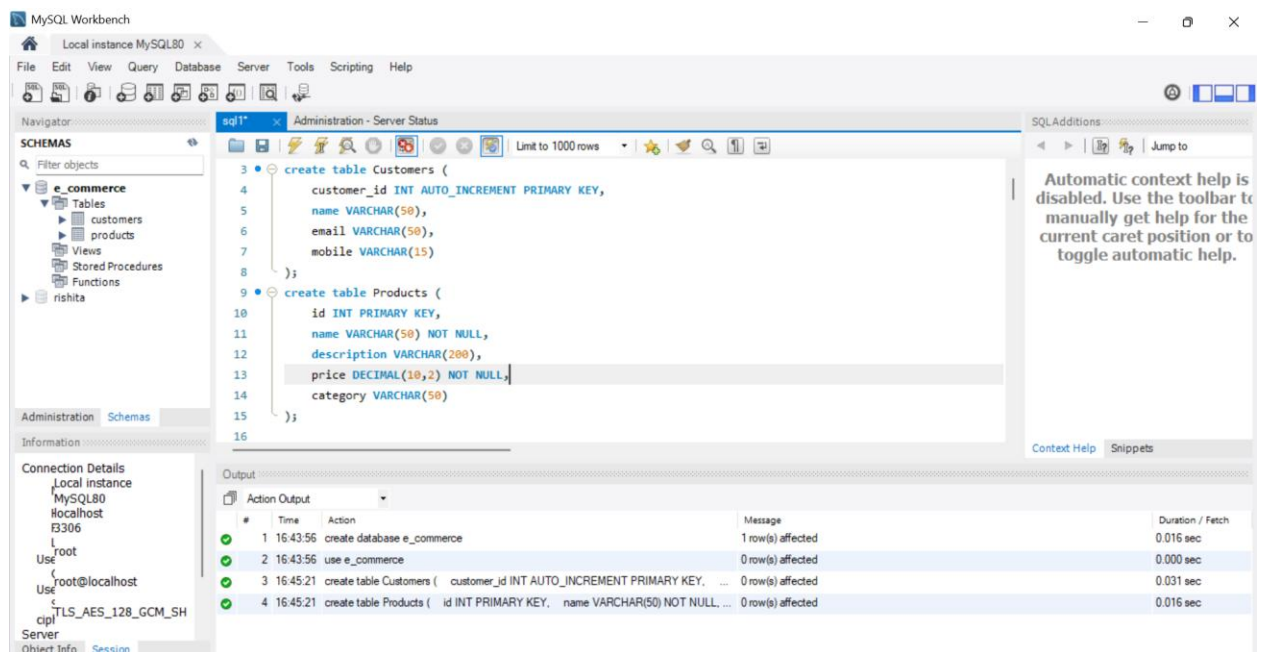 MySQL Workbench
Local instance MySQL80
File Edit View Query Database Server Tools Scripting Help
Navigator
SCHEMAS
Filter objects
e_commerce
Tables
customers
products
Views
Stored Procedures
Functions
rishita
Administration Schemas
Information
Connection Details
Local instance
MySQL80
localhost
3306
root
Use
root@localhost
Use
TLS_AES_128_GCM_SH
cipl
Server
Object Info Session
sql1* Administration - Server Status
Limit to 1000 rows
3 create table Customers (
4 customer_id INT AUTO_INCREMENT PRIMARY KEY,
5 name VARCHAR(50),
6 email VARCHAR(50),
7 mobile VARCHAR(15)
8 );
9 create table Products (
10 id INT PRIMARY KEY,
11 name VARCHAR(50) NOT NULL,
12 description VARCHAR(200),
13 price DECIMAL(10,2) NOT NULL,
14 category VARCHAR(50)
15 );
16
SQLAdditions
Jump to
Automatic context help is
disabled. Use the toolbar to
manually get help for the
current caret position or to
toggle automatic help.
Context Help Snippets
Output
Action Output
# Time Action Message Duration / Fetch
1 16:43:56 create database e_commerce 1 row(s) affected 0.016 sec
2 16:43:56 use e_commerce 0 row(s) affected 0.000 sec
3 16:45:21 create table Customers ( customer_id INT AUTO_INCREMENT PRIMARY KEY, ... 0 row(s) affected 0.031 sec
4 16:45:21 create table Products ( id INT PRIMARY KEY, name VARCHAR(50) NOT NULL, ... 0 row(s) affected 0.016 sec